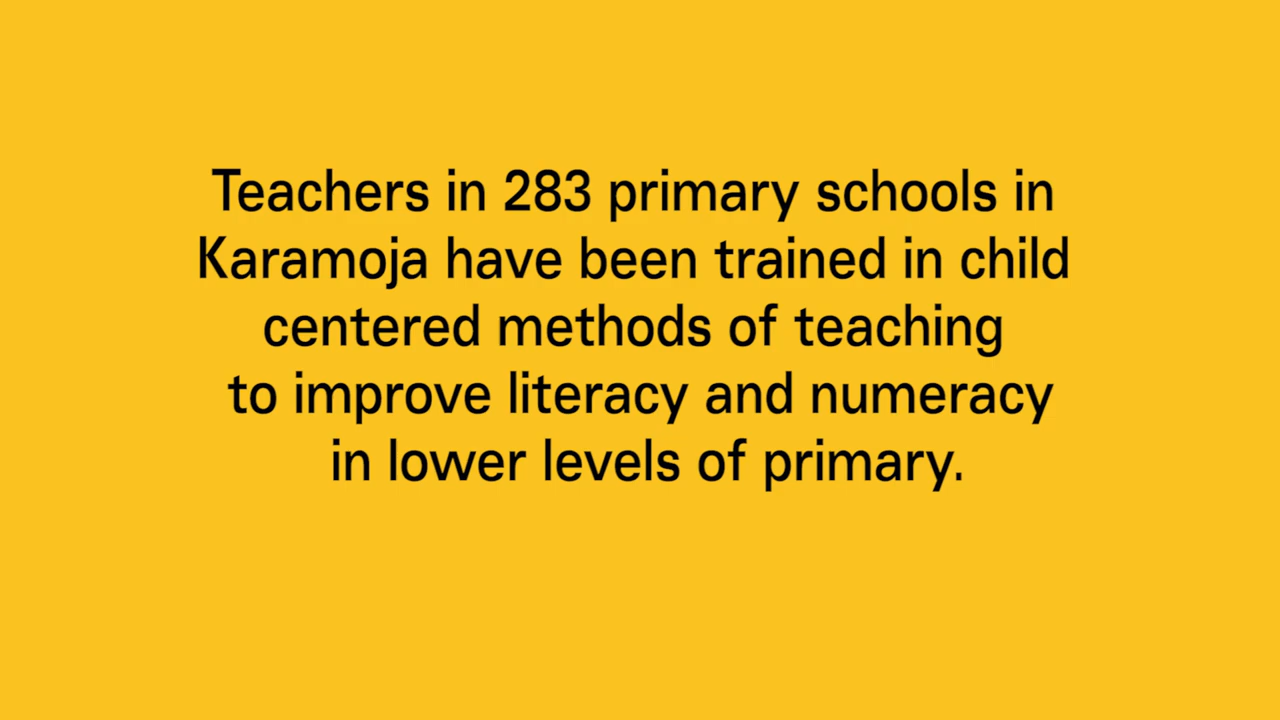 Teachers in 283 primary schools in
Karamoja have been trained in child
centered methods of teaching
to improve literacy and numeracy
in lower levels of primary.